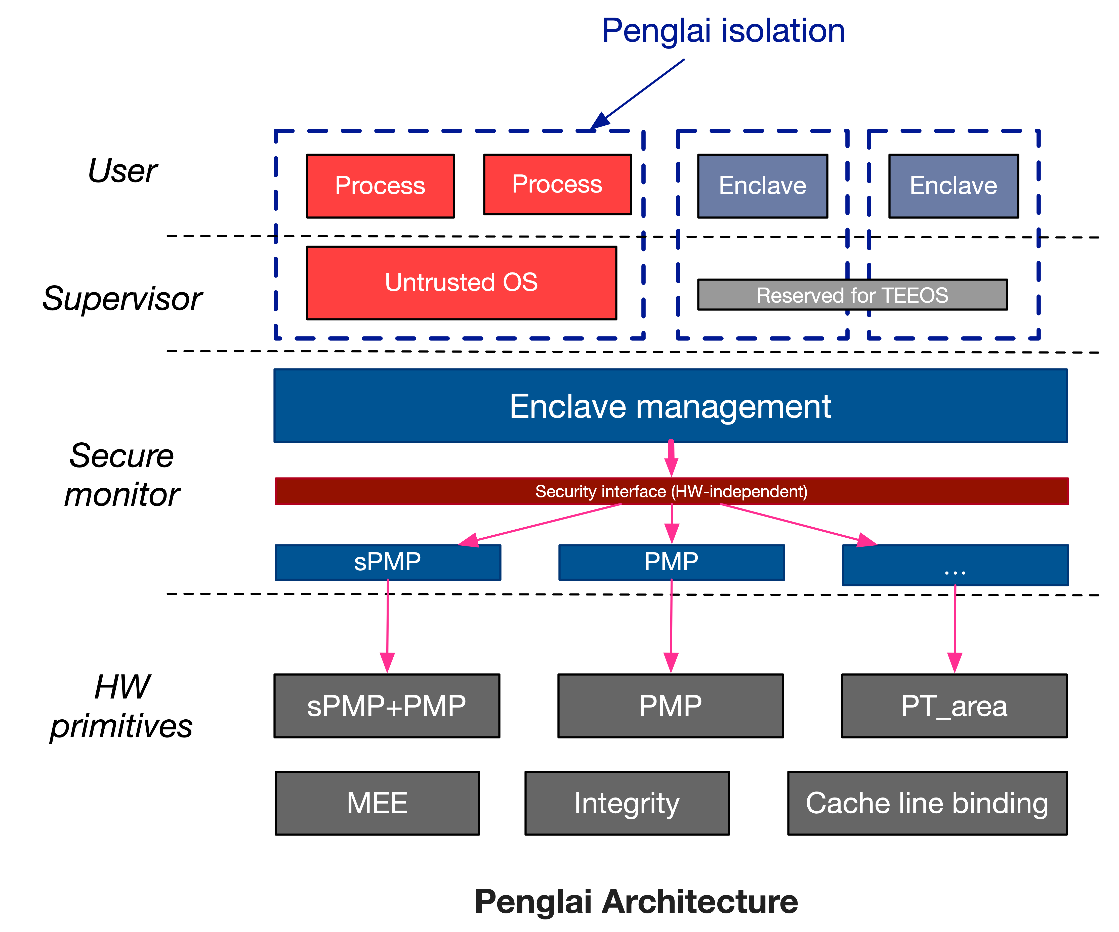 Penglai isolation
User
Process
Process
Enclave
Enclave
Supervisor
Untrusted OS
Reserved for TEEOS
Secure
monitor
Enclave management
Security interface (HW-independent)
sPMP
PMP
...
HW
primitives
sPMP+PMP
PMP
PT_area
MEE
Integrity
Cache line binding
Penglai Architecture